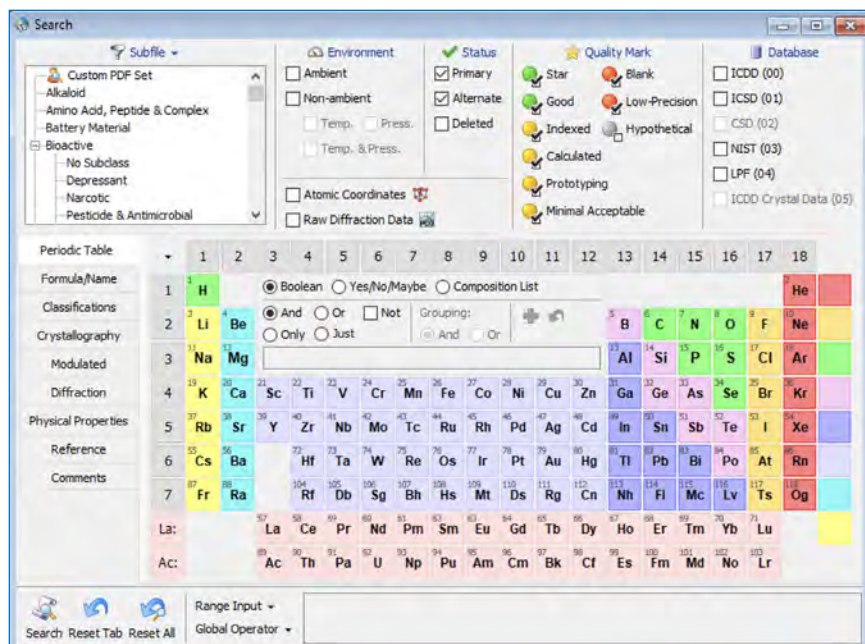 Search
Subfile
Custom PDF Set
Alkaloid
Amino Acid, Peptide & Complex
Battery Material
Bioactive
No Subclass
Depressant
Narcotic
Pesticide & Antimicrobial
Environment
Ambient
Non-ambient
Temp. Press.
Temp. & Press.
Atomic Coordinates
Raw Diffraction Data
Status
Primary
Alternate
Deleted
Quality Mark
Star Blank
Good Low-Precision
Indexed Hypothetical
Calculated
Prototyping
Minimal Acceptable
Database
ICDD (00)
ICSD (01)
CSD (02)
NIST (03)
LPF (04)
ICDD Crystal Data (05)
Periodic Table
Formula/Name
Classifications
Crystallography
Modulated
Diffraction
Physical Properties
Reference
Comments
1 2 3 4 5 6 7 8 9 10 11 12 13 14 15 16 17 18
Boolean Yes/No/Maybe Composition List
And Or Not Grouping:
Only Just And Or
1 1 H 2 He
2 3 Li 4 Be 5 B 6 C 7 N 8 O 9 F 10 Ne
3 11 Na 12 Mg 13 Al 14 Si 15 P 16 S 17 Cl 18 Ar
4 19 K 20 Ca 21 Sc 22 Ti 23 V 24 Cr 25 Mn 26 Fe 27 Co 28 Ni 29 Cu 30 Zn 31 Ga 32 Ge 33 As 34 Se 35 Br 36 Kr
5 37 Rb 38 Sr 39 Y 40 Zr 41 Nb 42 Mo 43 Tc 44 Ru 45 Rh 46 Pd 47 Ag 48 Cd 49 In 50 Sn 51 Sb 52 Te 53 I 54 Xe
6 55 Cs 56 Ba 72 Hf 73 Ta 74 W 75 Re 76 Os 77 Ir 78 Pt 79 Au 80 Hg 81 Tl 82 Pb 83 Bi 84 Po 85 At 86 Rn
7 87 Fr 88 Ra 104 Rf 105 Db 106 Sg 107 Bh 108 Hs 109 Mt 110 Ds 111 Rg 112 Cn 113 Nh 114 Fl 115 Mc 116 Lv 117 Ts 118 Og
La: 57 La 58 Ce 59 Pr 60 Nd 61 Pm 62 Sm 63 Eu 64 Gd 65 Tb 66 Dy 67 Ho 68 Er 69 Tm 70 Yb 71 Lu
Ac: 89 Ac 90 Th 91 Pa 92 U 93 Np 94 Pu 95 Am 96 Cm 97 Bk 98 Cf 99 Es 100 Fm 101 Md 102 No 103 Lr
Search Reset Tab Reset All
Range Input
Global Operator